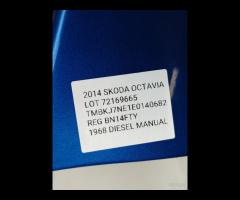 2014 SKODA OCTAVIA
LOT 72169665
TMBKJ7NE1E0140682
REG BN14FTY
1968 DIESEL MANUAL